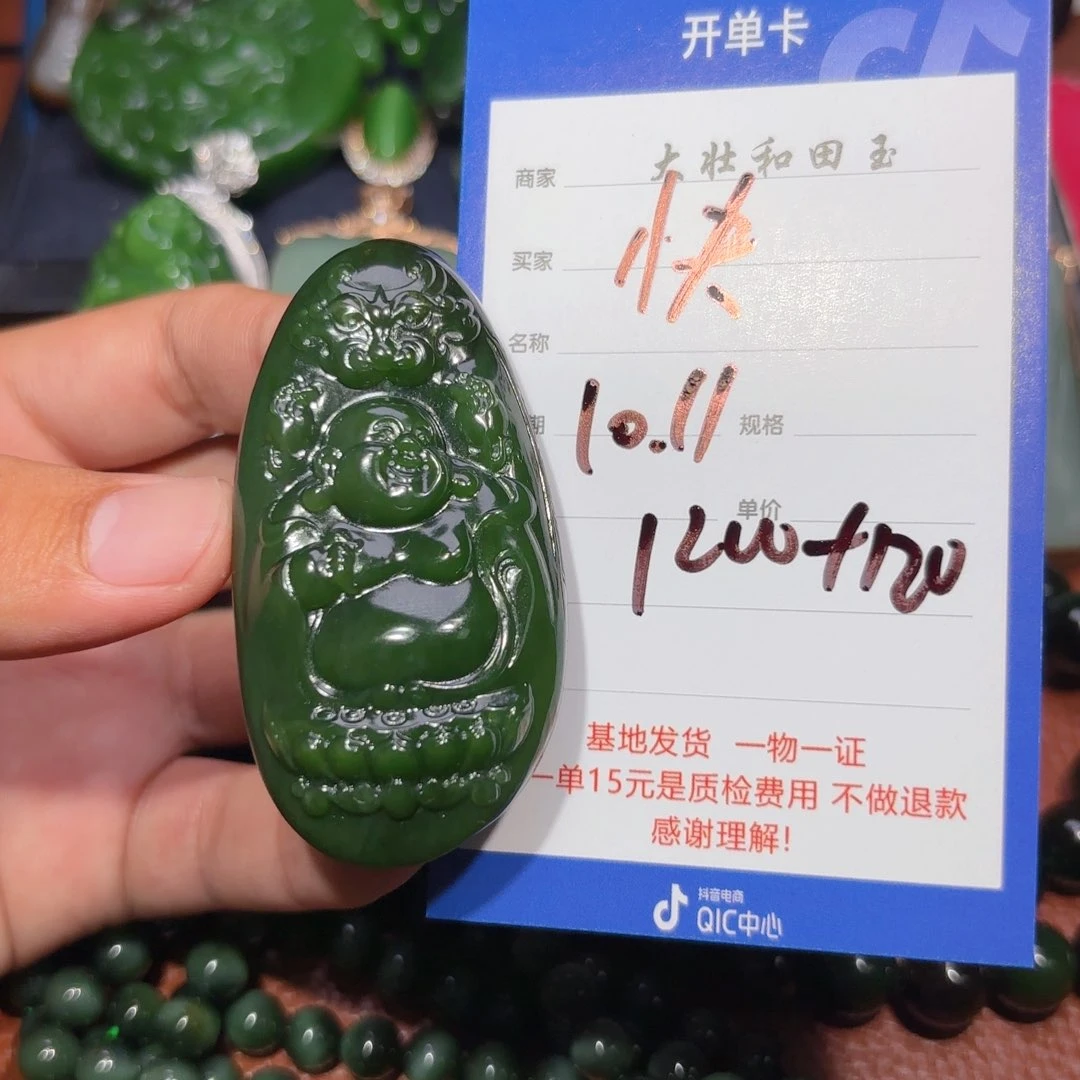 开单卡
商家 大壮和田玉
买家 快
名称
期 10.11 规格
单价
1200+120
基地发货 一物一证
一单15元是质检费用 不做退款
感谢理解!
抖音电商
QIC中心